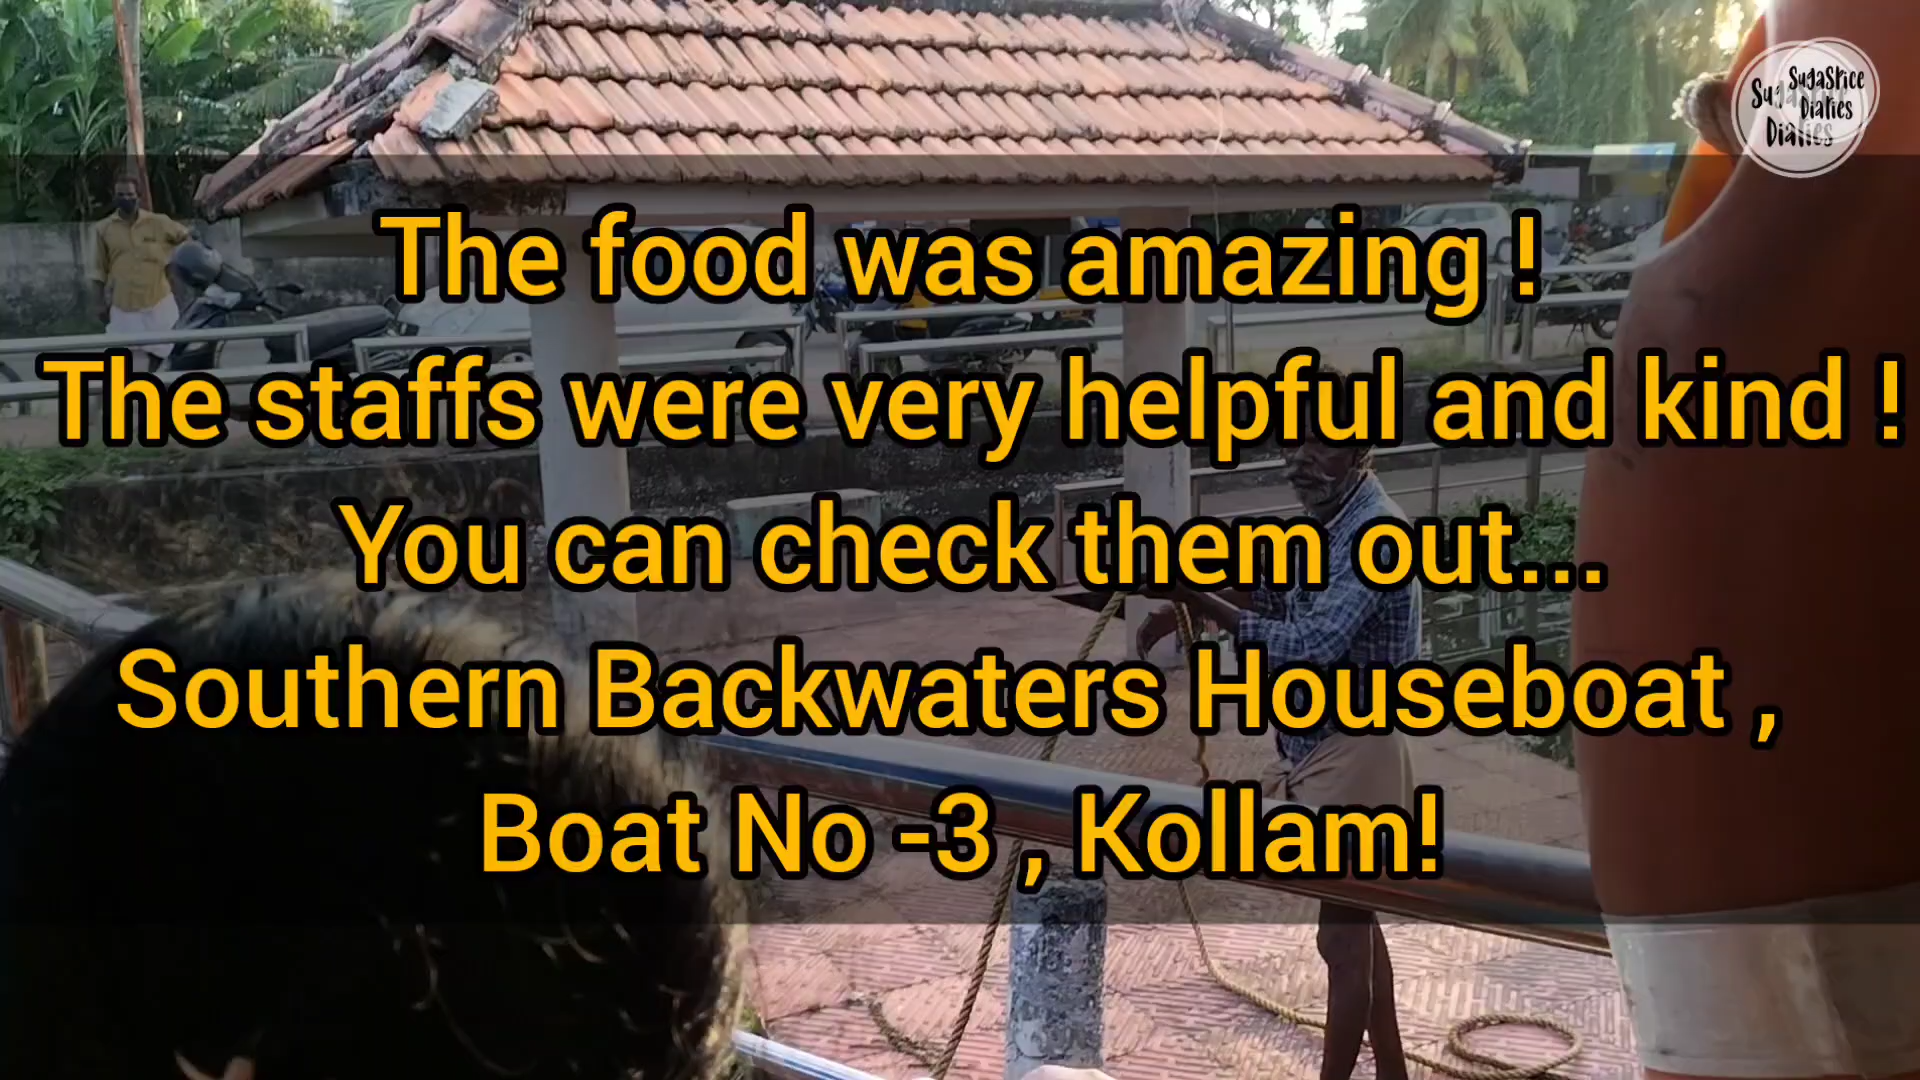 SugaSpice
Diaries
The food was amazing !
The staffs were very helpful and kind !
You can check them out...
Southern Backwaters Houseboat ,
Boat No -3 , Kollam!